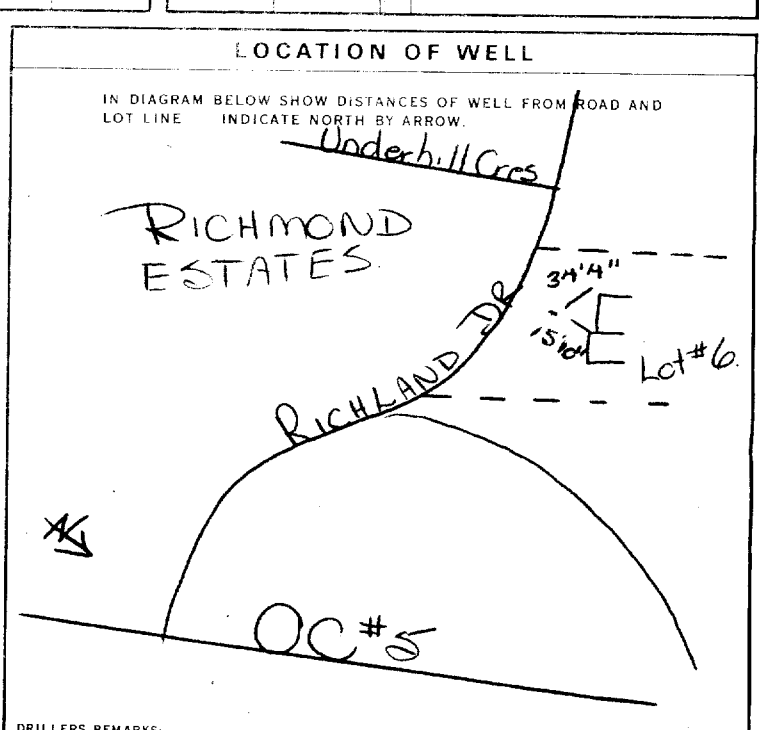 LOCATION OF WELL
IN DIAGRAM BELOW SHOW DISTANCES OF WELL FROM ROAD AND
LOT LINE INDICATE NORTH BY ARROW.
Underhill Cres
RICHMOND
ESTATES.
34'4"
15'10"
Lot #6.
RICHLAND DR
N
OC #5
DRILLERS REMARKS: